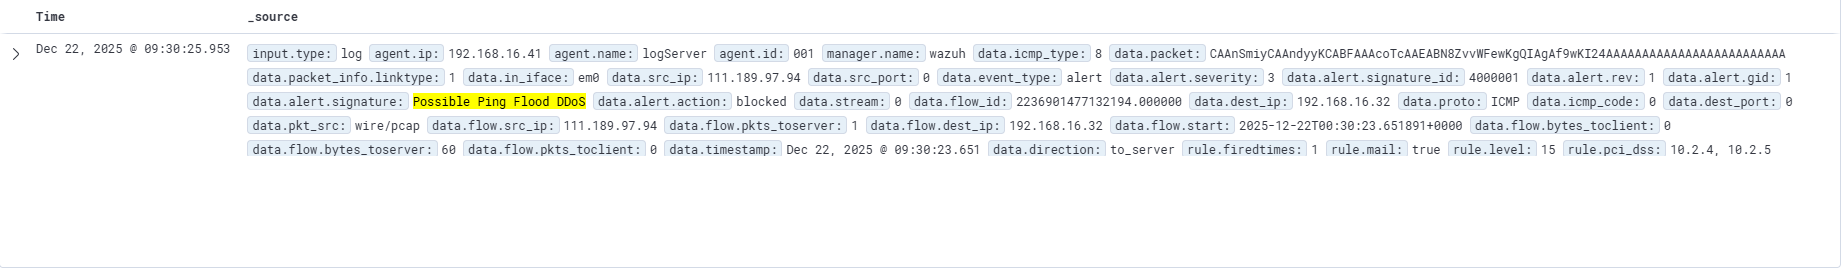 Time _source
Dec 22, 2025 @ 09:30:25.953 input.type: log agent.ip: 192.168.16.41 agent.name: logServer agent.id: 001 manager.name: wazuh data.icmp_type: 8 data.packet: CAAnSmiyCAAndyyKCABFAAAcoTcAAEABN8ZvvWFewKgQIAgAf9wKI24AAAAAAAAAAAAAAAAAAAAAAAAA
data.packet_info.linktype: 1 data.in_iface: em0 data.src_ip: 111.189.97.94 data.src_port: 0 data.event_type: alert data.alert.severity: 3 data.alert.signature_id: 4000001 data.alert.rev: 1 data.alert.gid: 1
data.alert.signature: Possible Ping Flood DDoS data.alert.action: blocked data.stream: 0 data.flow_id: 2236901477132194.000000 data.dest_ip: 192.168.16.32 data.proto: ICMP data.icmp_code: 0 data.dest_port: 0
data.pkt_src: wire/pcap data.flow.src_ip: 111.189.97.94 data.flow.pkts_toserver: 1 data.flow.dest_ip: 192.168.16.32 data.flow.start: 2025-12-22T00:30:23.651891+0000 data.flow.bytes_toclient: 0
data.flow.bytes_toserver: 60 data.flow.pkts_toclient: 0 data.timestamp: Dec 22, 2025 @ 09:30:23.651 data.direction: to_server rule.firedtimes: 1 rule.mail: true rule.level: 15 rule.pci_dss: 10.2.4, 10.2.5